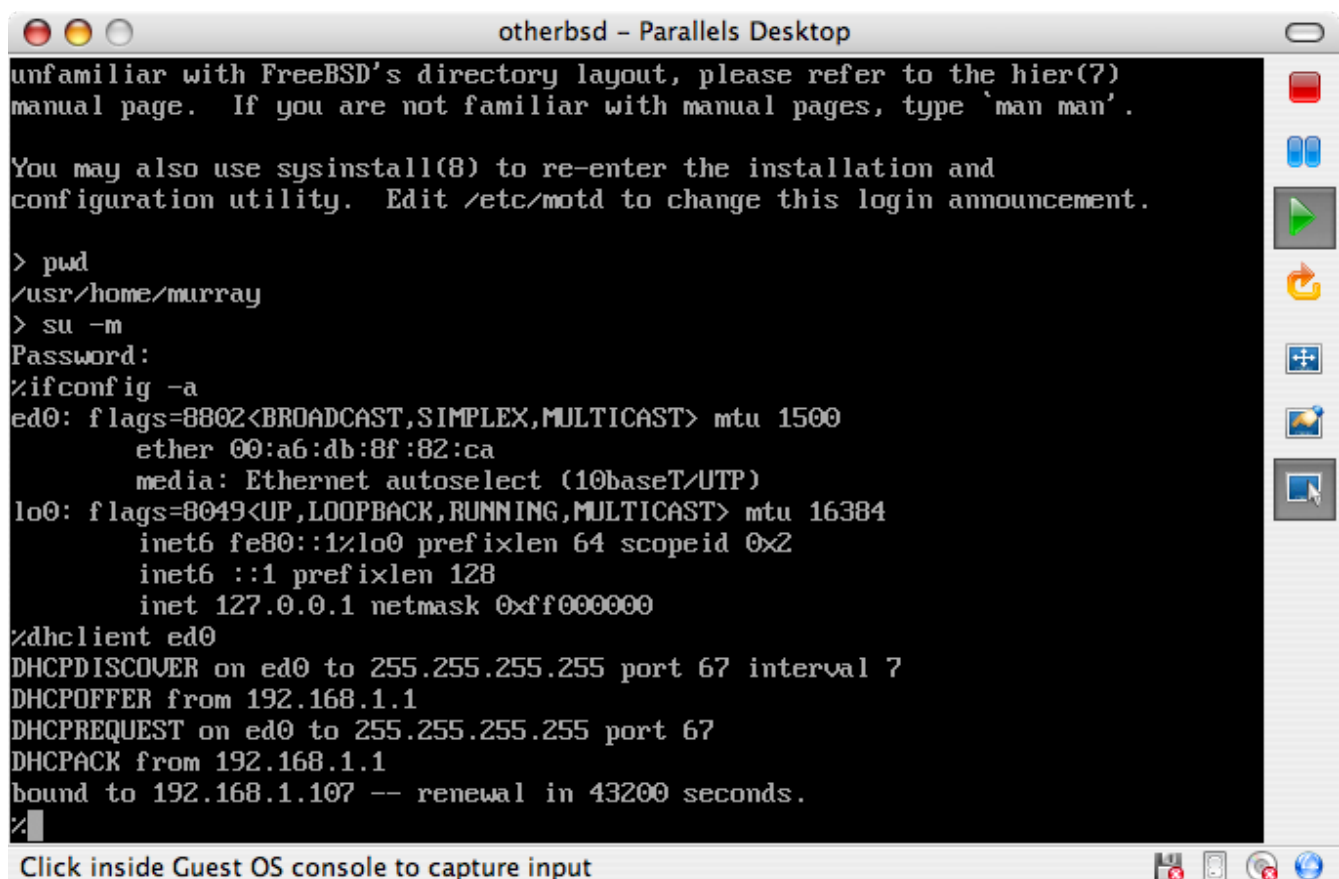 otherbsd – Parallels Desktop
unfamiliar with FreeBSD's directory layout, please refer to the hier(7)
manual page.  If you are not familiar with manual pages, type `man man'.
You may also use sysinstall(8) to re-enter the installation and
configuration utility.  Edit /etc/motd to change this login announcement.
> pwd
/usr/home/murray
> su -m
Password:
%ifconfig -a
ed0: flags=8802<BROADCAST,SIMPLEX,MULTICAST> mtu 1500
        ether 00:a6:db:8f:82:ca
        media: Ethernet autoselect (10baseT/UTP)
lo0: flags=8049<UP,LOOPBACK,RUNNING,MULTICAST> mtu 16384
        inet6 fe80::1%lo0 prefixlen 64 scopeid 0x2
        inet6 ::1 prefixlen 128
        inet 127.0.0.1 netmask 0xff000000
%dhclient ed0
DHCPDISCOVER on ed0 to 255.255.255.255 port 67 interval 7
DHCPOFFER from 192.168.1.1
DHCPREQUEST on ed0 to 255.255.255.255 port 67
DHCPACK from 192.168.1.1
bound to 192.168.1.107 -- renewal in 43200 seconds.
%
Click inside Guest OS console to capture input